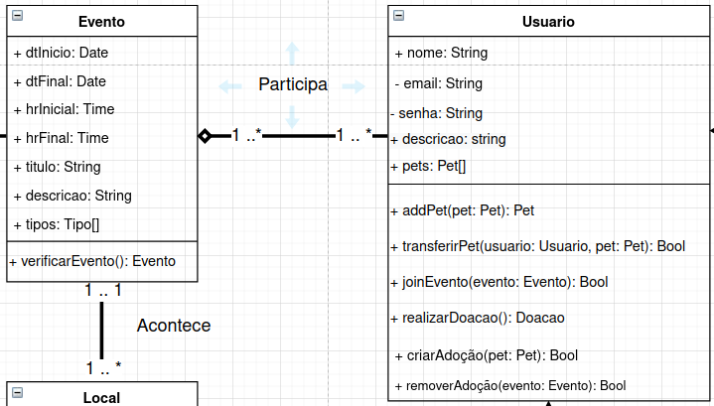 Evento
+ dtInicio: Date
+ dtFinal: Date
+ hrInicial: Time
+ hrFinal: Time
+ titulo: String
+ descricao: String
+ tipos: Tipo[]
+ verificarEvento(): Evento
Participa
1 ..*
1 .. *
Usuario
+ nome: String
- email: String
- senha: String
+ descricao: string
+ pets: Pet[]
+ addPet(pet: Pet): Pet
+ transferirPet(usuario: Usuario, pet: Pet): Bool
+ joinEvento(evento: Evento): Bool
+ realizarDoacao(): Doacao
+ criarAdoção(pet: Pet): Bool
+ removerAdoção(evento: Evento): Bool
1 .. 1
Acontece
1 .. *
Local